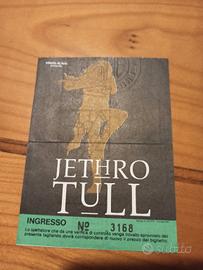 JETHRO
TULL
INGRESSO Nº 3168
Lo spettatore che da una verifica di controllo venga trovato sprovvisto del
presente tagliando dovrà corrispondere di nuovo il prezzo del biglietto.
Subito